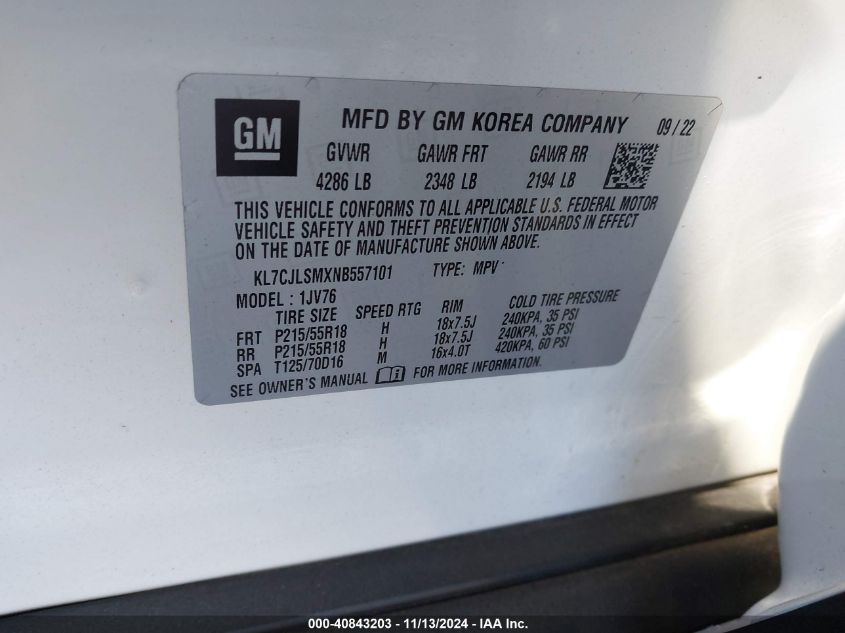 GM
MFD BY GM KOREA COMPANY 09/22
GVWR GAWR FRT GAWR RR
4286 LB 2348 LB 2194 LB
THIS VEHICLE CONFORMS TO ALL APPLICABLE U.S. FEDERAL MOTOR
VEHICLE SAFETY AND THEFT PREVENTION STANDARDS IN EFFECT
ON THE DATE OF MANUFACTURE SHOWN ABOVE.
KL7CJLSMXNB557101 TYPE: MPV
MODEL : 1JV76
TIRE SIZE SPEED RTG RIM COLD TIRE PRESSURE
FRT P215/55R18 H 18x7.5J 240KPA, 35 PSI
RR P215/55R18 H 18x7.5J 240KPA, 35 PSI
SPA T125/70D16 M 16x4.0T 420KPA, 60 PSI
SEE OWNER'S MANUAL FOR MORE INFORMATION.
000-40843203 - 11/13/2024 - IAA Inc.